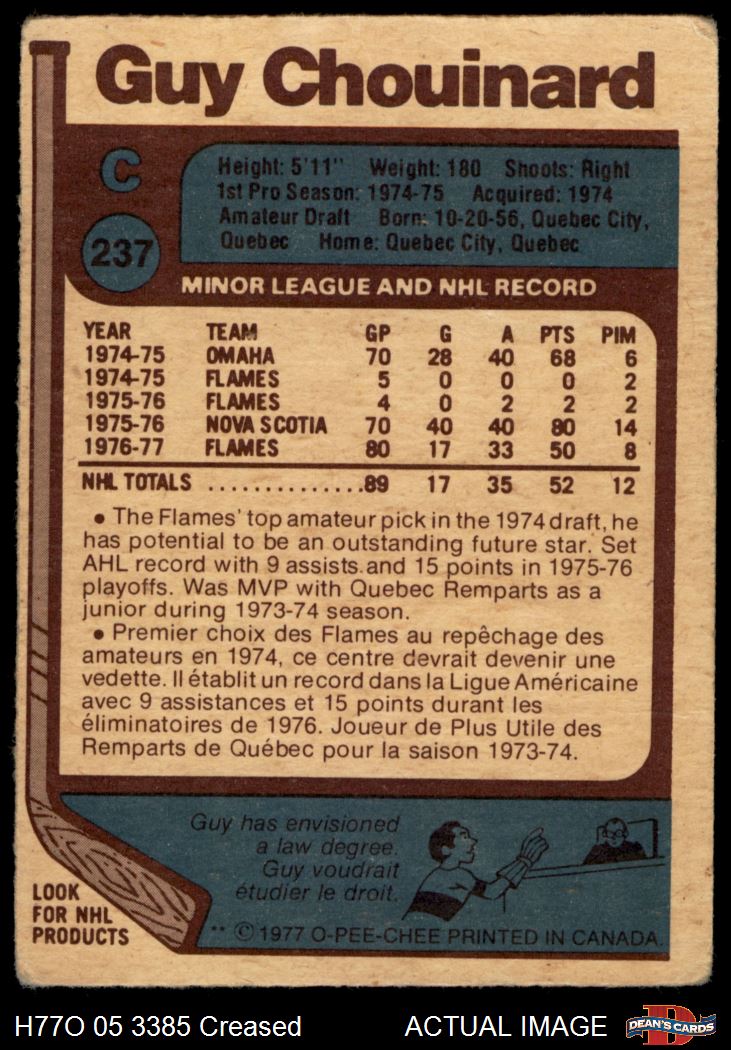 Guy Chouinard
C
237
Height: 5'11" Weight: 180 Shoots: Right
1st Pro Season: 1974-75 Acquired: 1974
Amateur Draft Born: 10-20-56, Quebec City,
Quebec Home: Quebec City, Quebec
MINOR LEAGUE AND NHL RECORD
YEAR TEAM GP G A PTS PIM
1974-75 OMAHA 70 28 40 68 6
1974-75 FLAMES 5 0 0 0 2
1975-76 FLAMES 4 0 2 2 2
1975-76 NOVA SCOTIA 70 40 40 80 14
1976-77 FLAMES 80 17 33 50 8
NHL TOTALS ..............89 17 35 52 12
• The Flames' top amateur pick in the 1974 draft, he
has potential to be an outstanding future star. Set
AHL record with 9 assists and 15 points in 1975-76
playoffs. Was MVP with Quebec Remparts as a
junior during 1973-74 season.
• Premier choix des Flames au repêchage des
amateurs en 1974, ce centre devrait devenir une
vedette. Il établit un record dans la Ligue Américaine
avec 9 assistances et 15 points durant les
éliminatoires de 1976. Joueur de Plus Utile des
Remparts de Québec pour la saison 1973-74.
Guy has envisioned
a law degree.
Guy voudrait
étudier le droit.
LOOK
FOR NHL
PRODUCTS
** © 1977 O-PEE-CHEE PRINTED IN CANADA.
H77O 05 3385 Creased ACTUAL IMAGE
DEAN'S CARDS